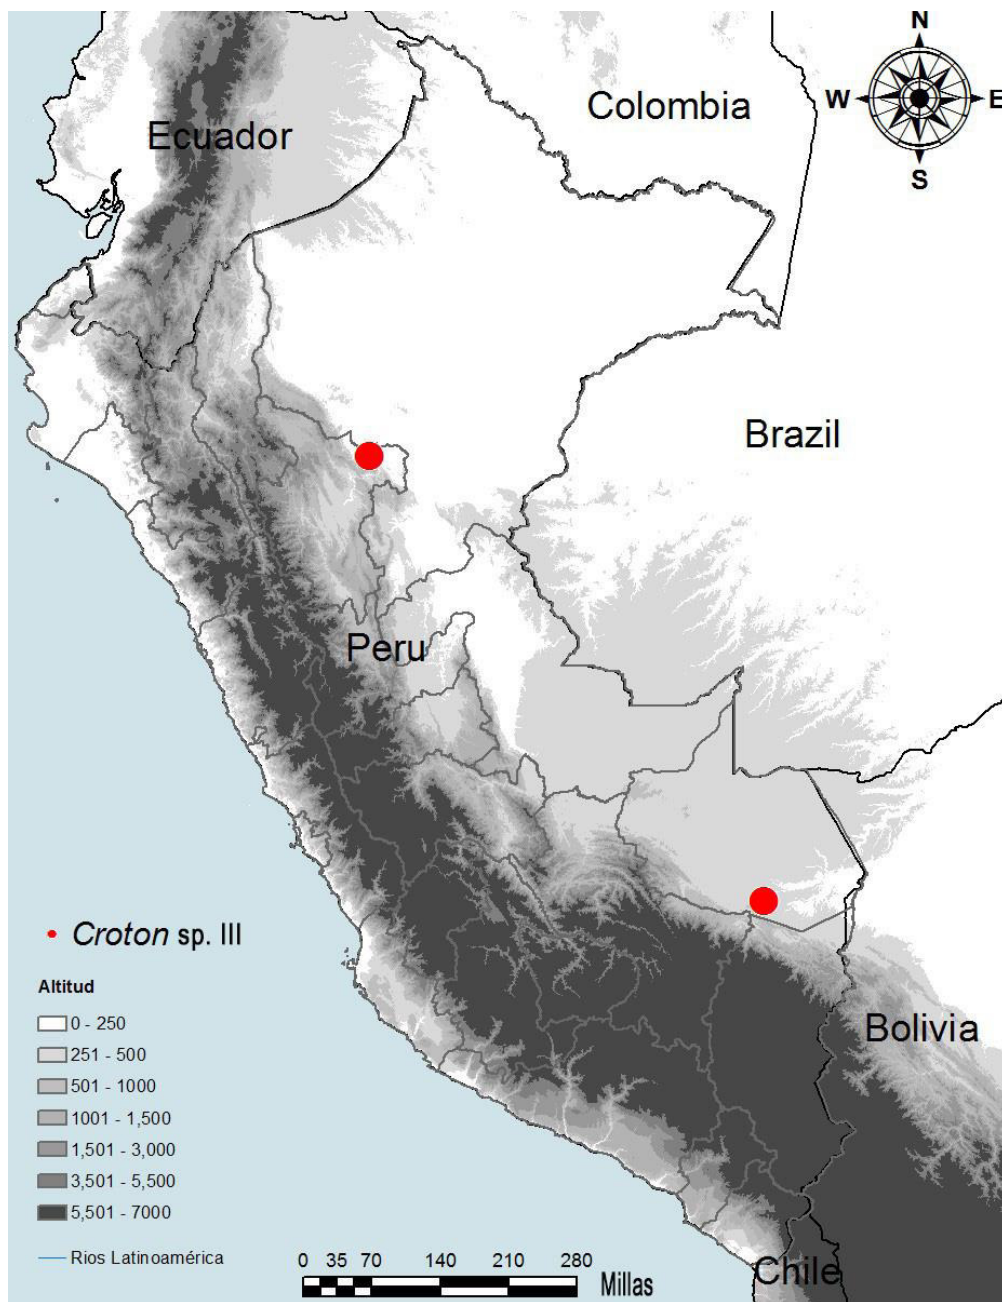 N
W E
S
Colombia
Ecuador
Brazil
Peru
Bolivia
Chile
Croton sp. III
Altitud
0 - 250
251 - 500
501 - 1000
1001 - 1,500
1,501 - 3,000
3,501 - 5,500
5,501 - 7000
Rios Latinoamérica
0 35 70 140 210 280
Millas